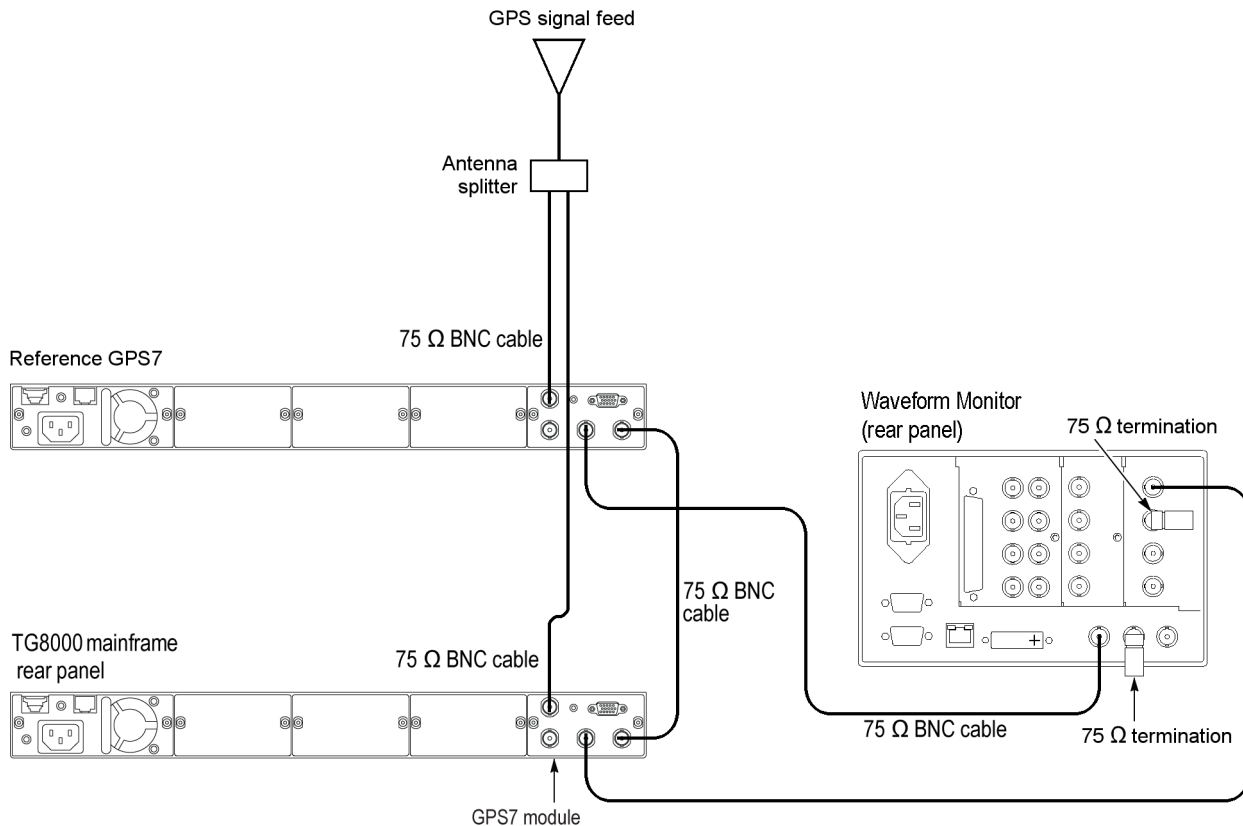 GPS signal feed
Antenna
splitter
75 Ω BNC cable
Reference GPS7
Waveform Monitor
(rear panel)
75 Ω termination
75 Ω BNC
cable
TG8000 mainframe
rear panel
75 Ω BNC cable
75 Ω BNC cable
75 Ω termination
GPS7 module